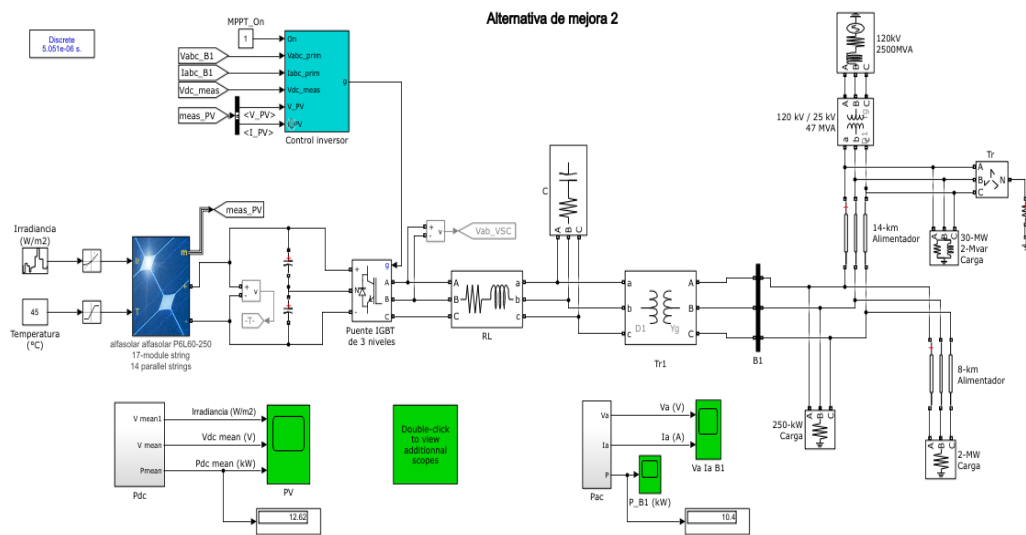 Alternativa de mejora 2
Discrete
5.051e-06 s.
MPPT_On
1
Vabc_B1
Iabc_B1
Vdc_meas
meas_PV
<V_PV>
<I_PV>
On
Vabc_prim
Iabc_prim
Vdc_meas
V_PV
I_PV
g
Control inversor
120kV
2500MVA
A
B
C
A
B
C
Yg
D1
a
b
c
120 kV / 25 kV
47 MVA
Tr
A
B
C
N
14-km
Alimentador
A
B
C
30-MW
2-Mvar
Carga
meas_PV
Irradiancia
(W/m2)
45
Temperatura
(°C)
m
+
-
T
alfasolar alfasolar P6L60-250
17-module string
14 parallel strings
+
-
v
-T-
+
-
v
Vab_VSC
g
+
N
-
A
B
C
Puente IGBT
de 3 niveles
A
B
C
a
b
c
RL
C
A
B
C
a
b
c
D1
Yg
A
B
C
Tr1
B1
A
B
C
250-kW
Carga
8-km
Alimentador
A
B
C
2-MW
Carga
V mean1
V mean
Pmean
Pdc
Irradiancia (W/m2)
Vdc mean (V)
Pdc mean (kW)
PV
12.62
Double-click
to view
additionnal
scopes
Va
Ia
P
Pac
Va (V)
Ia (A)
Va Ia B1
P_B1 (kW)
10.4